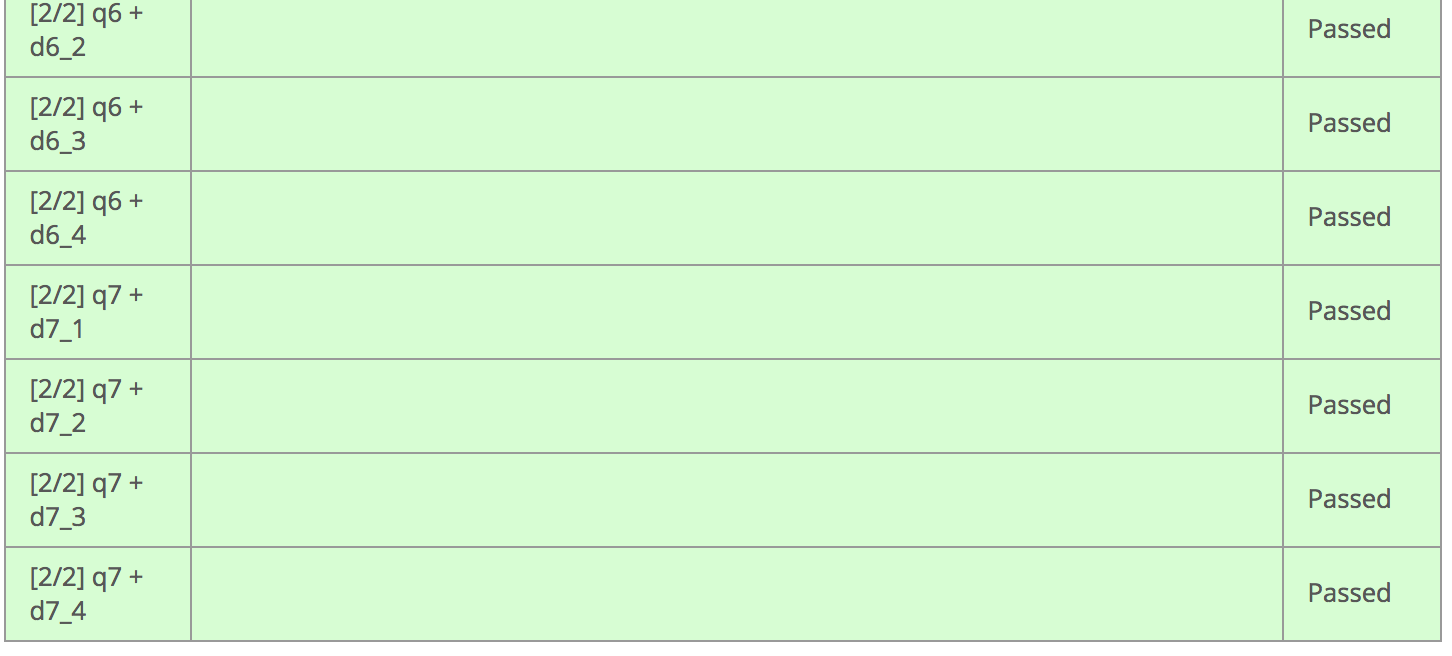 [2/2] q6 +
d6_2
Passed
[2/2] q6 +
d6_3
Passed
[2/2] q6 +
d6_4
Passed
[2/2] q7 +
d7_1
Passed
[2/2] q7 +
d7_2
Passed
[2/2] q7 +
d7_3
Passed
[2/2] q7 +
d7_4
Passed